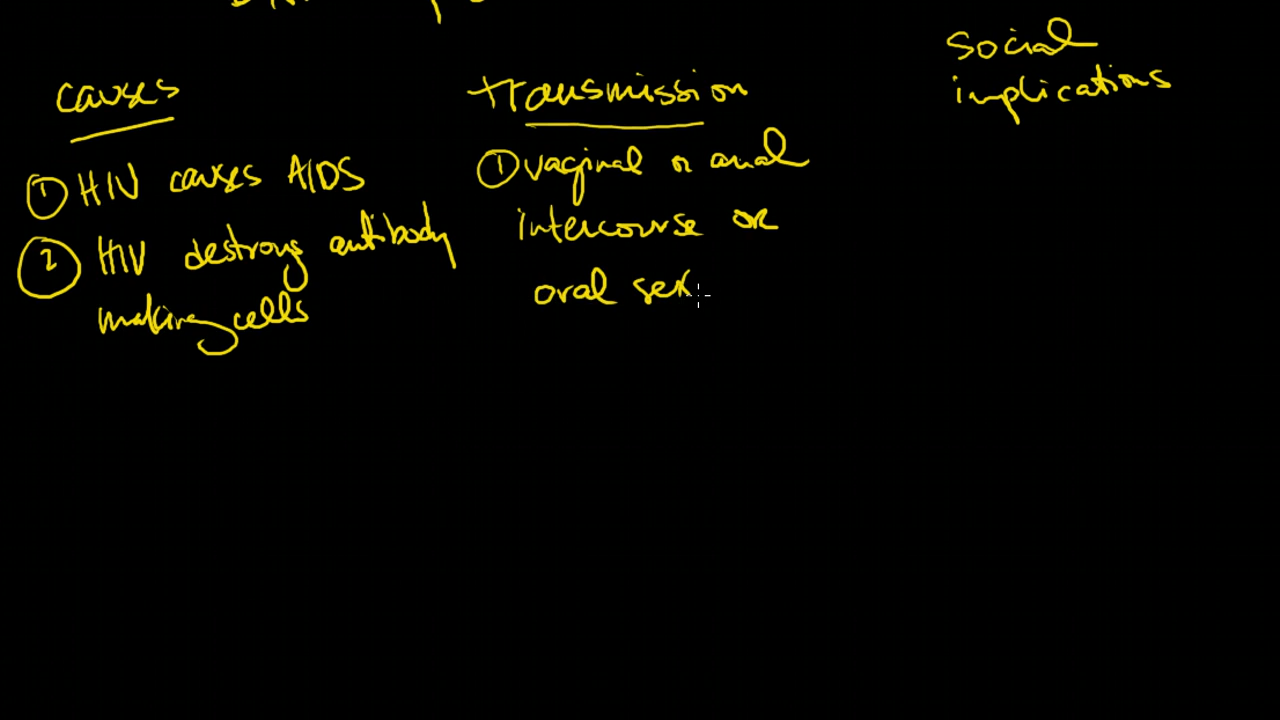 causes
① HIV causes AIDS
② HIV destroys antibody
making cells
transmission
① vaginal or anal
intercourse or
oral sex
Social
implications